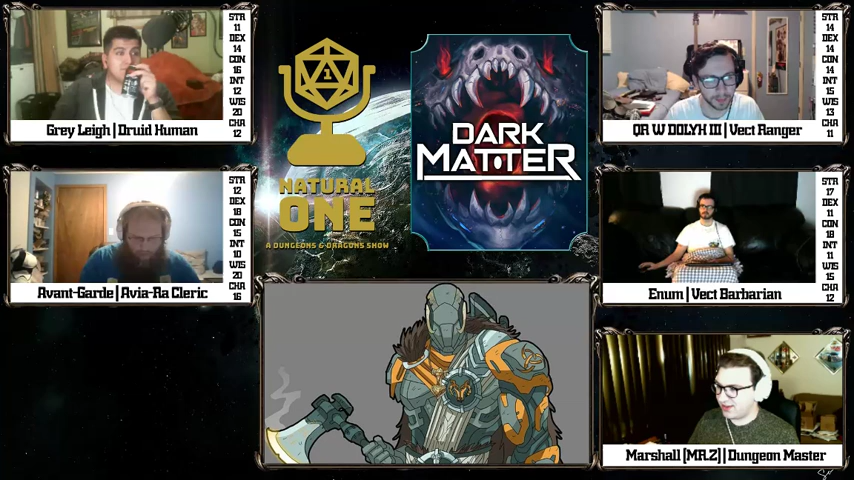 STR
11
DEX
14
CON
16
INT
12
WIS
20
CHA
12
Grey Leigh | Druid Human
1
NATURAL
ONE
A DUNGEONS & DRAGONS SHOW
DARK
MATTER
STR
14
DEX
14
CON
14
INT
15
WIS
13
CHA
11
QR W DOLYX III | Vect Ranger
STR
12
DEX
18
CON
15
INT
10
WIS
20
CHA
16
Avant-Garde | Avia-Ra Cleric
STR
17
DEX
11
CON
18
INT
11
WIS
15
CHA
12
Enum | Vect Barbarian
Marshall (MR.Z) | Dungeon Master